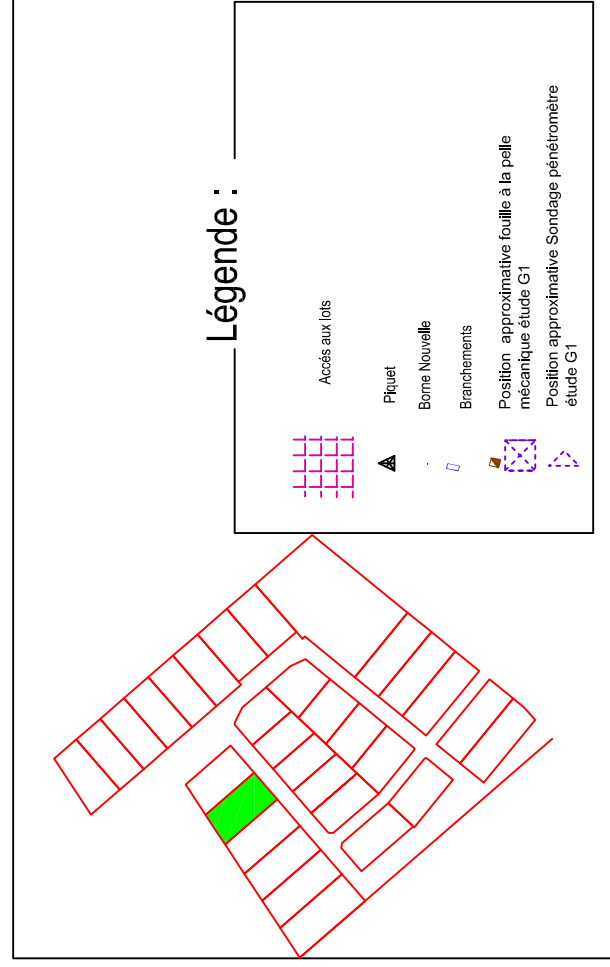 Légende :
Accés aux lots
Piquet
Borne Nouvelle
Branchements
Position approximative fouille à la pelle
mécanique étude G1
Position approximative Sondage pénétromètre
étude G1